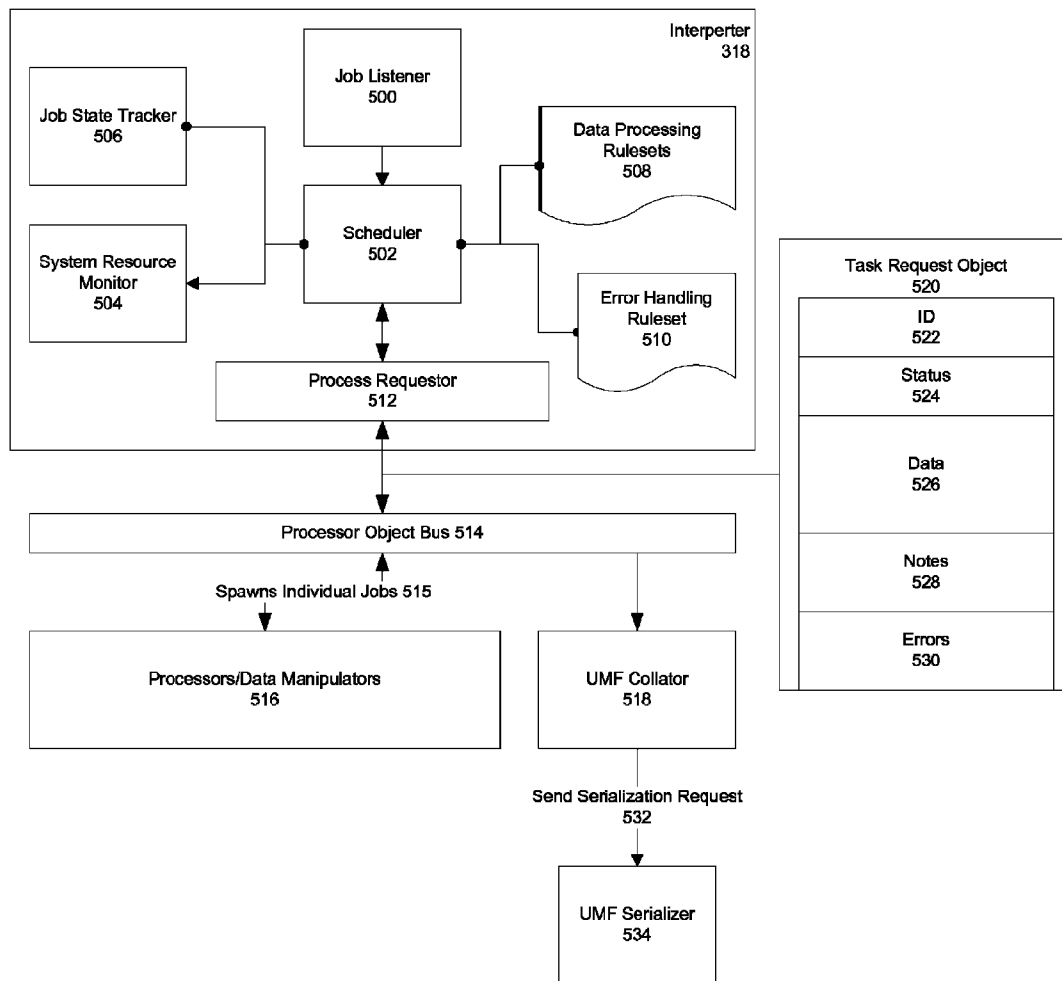 Interperter
318
Job Listener
500
Job State Tracker
506
Data Processing
Rulesets
508
Scheduler
502
System Resource
Monitor
504
Error Handling
Ruleset
510
Process Requestor
512
Task Request Object
520
ID
522
Status
524
Data
526
Notes
528
Errors
530
Processor Object Bus 514
Spawns Individual Jobs 515
Processors/Data Manipulators
516
UMF Collator
518
Send Serialization Request
532
UMF Serializer
534